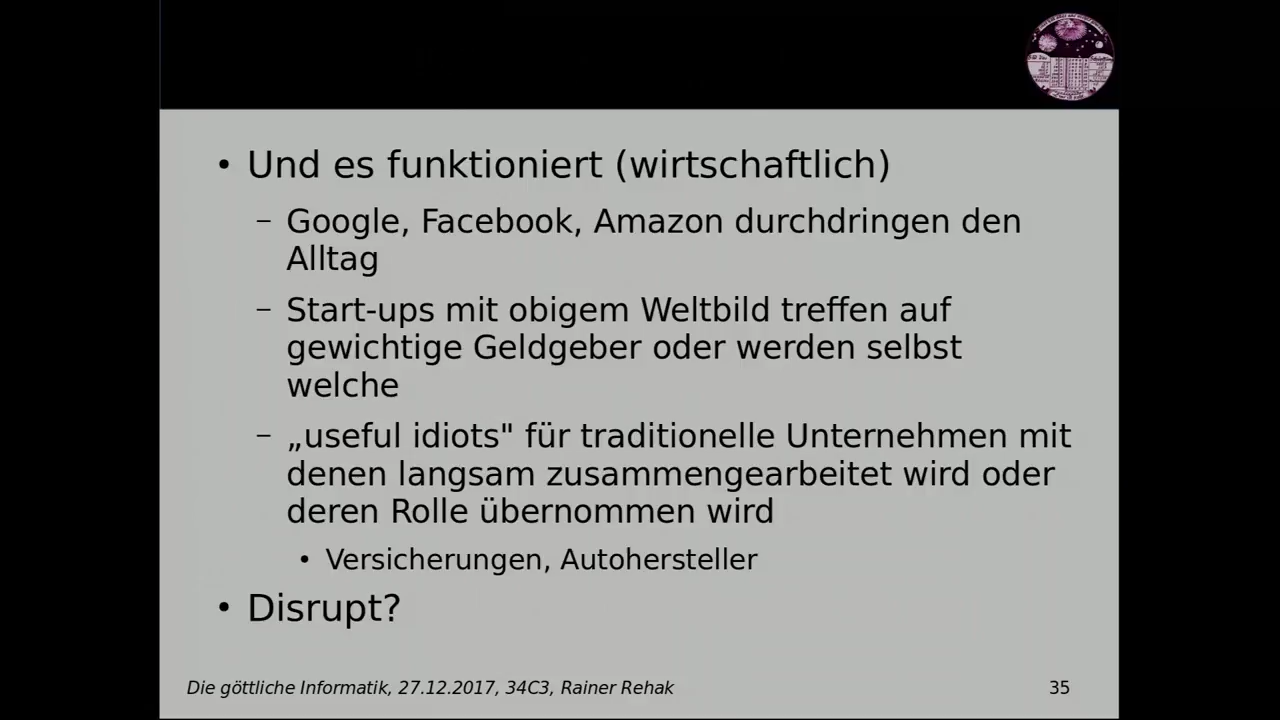 • Und es funktioniert (wirtschaftlich)
– Google, Facebook, Amazon durchdringen den
Alltag
– Start-ups mit obigem Weltbild treffen auf
gewichtige Geldgeber oder werden selbst
welche
– „useful idiots" für traditionelle Unternehmen mit
denen langsam zusammengearbeitet wird oder
deren Rolle übernommen wird
• Versicherungen, Autohersteller
• Disrupt?
Die göttliche Informatik, 27.12.2017, 34C3, Rainer Rehak
35